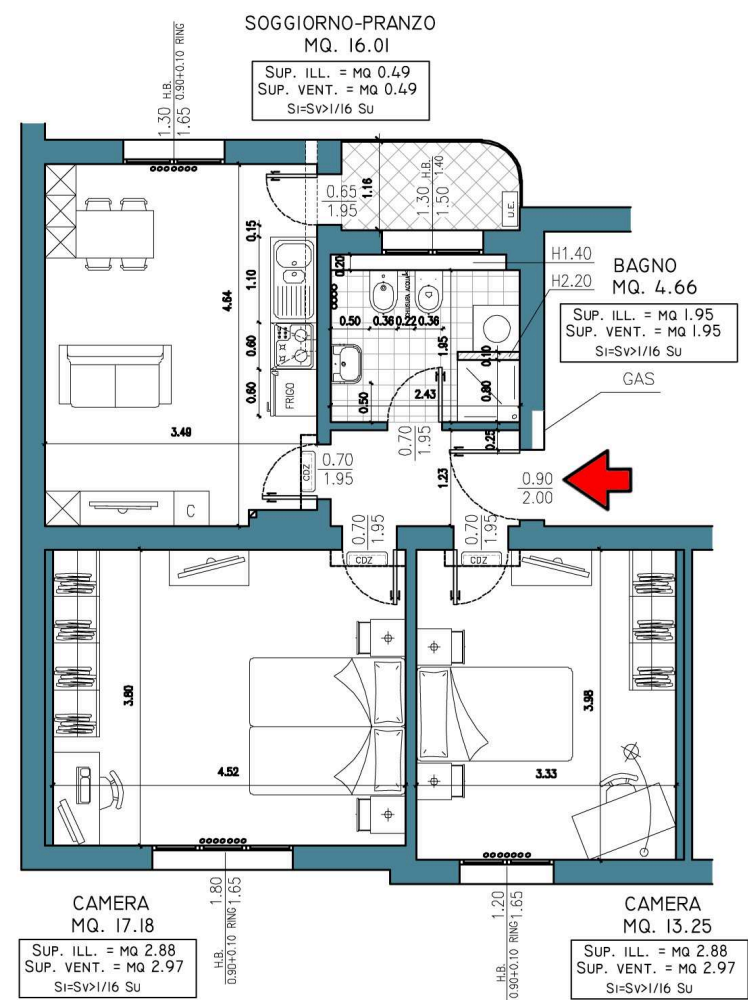 SOGGIORNO-PRANZO
MQ. 16.01
SUP. ILL. = MQ 0.49
SUP. VENT. = MQ 0.49
SI=SV>1/16 SU
1.30
1.65
H.B.
0.90+0.10 RING
0.65
1.95
1.16
1.30
1.50
H.B.
1.40
U.E.
0.15
1.10
4.64
0.60
0.60
FRIGO
3.49
C
0.20
H1.40
H2.20
BAGNO
MQ. 4.66
SUP. ILL. = MQ 1.95
SUP. VENT. = MQ 1.95
SI=SV>1/16 SU
GAS
0.50
0.36
0.22
0.36
1.95
0.10
0.80
0.50
2.43
0.25
0.70
1.95
1.23
0.90
2.00
0.70
1.95
CDZ
0.70
1.95
CDZ
0.70
1.95
CDZ
3.80
4.52
3.98
3.33
1.80
1.65
H.B.
0.90+0.10 RING
1.20
1.65
H.B.
0.90+0.10 RING
CAMERA
MQ. 17.18
SUP. ILL. = MQ 2.88
SUP. VENT. = MQ 2.97
SI=SV>1/16 SU
CAMERA
MQ. 13.25
SUP. ILL. = MQ 2.88
SUP. VENT. = MQ 2.97
SI=SV>1/16 SU